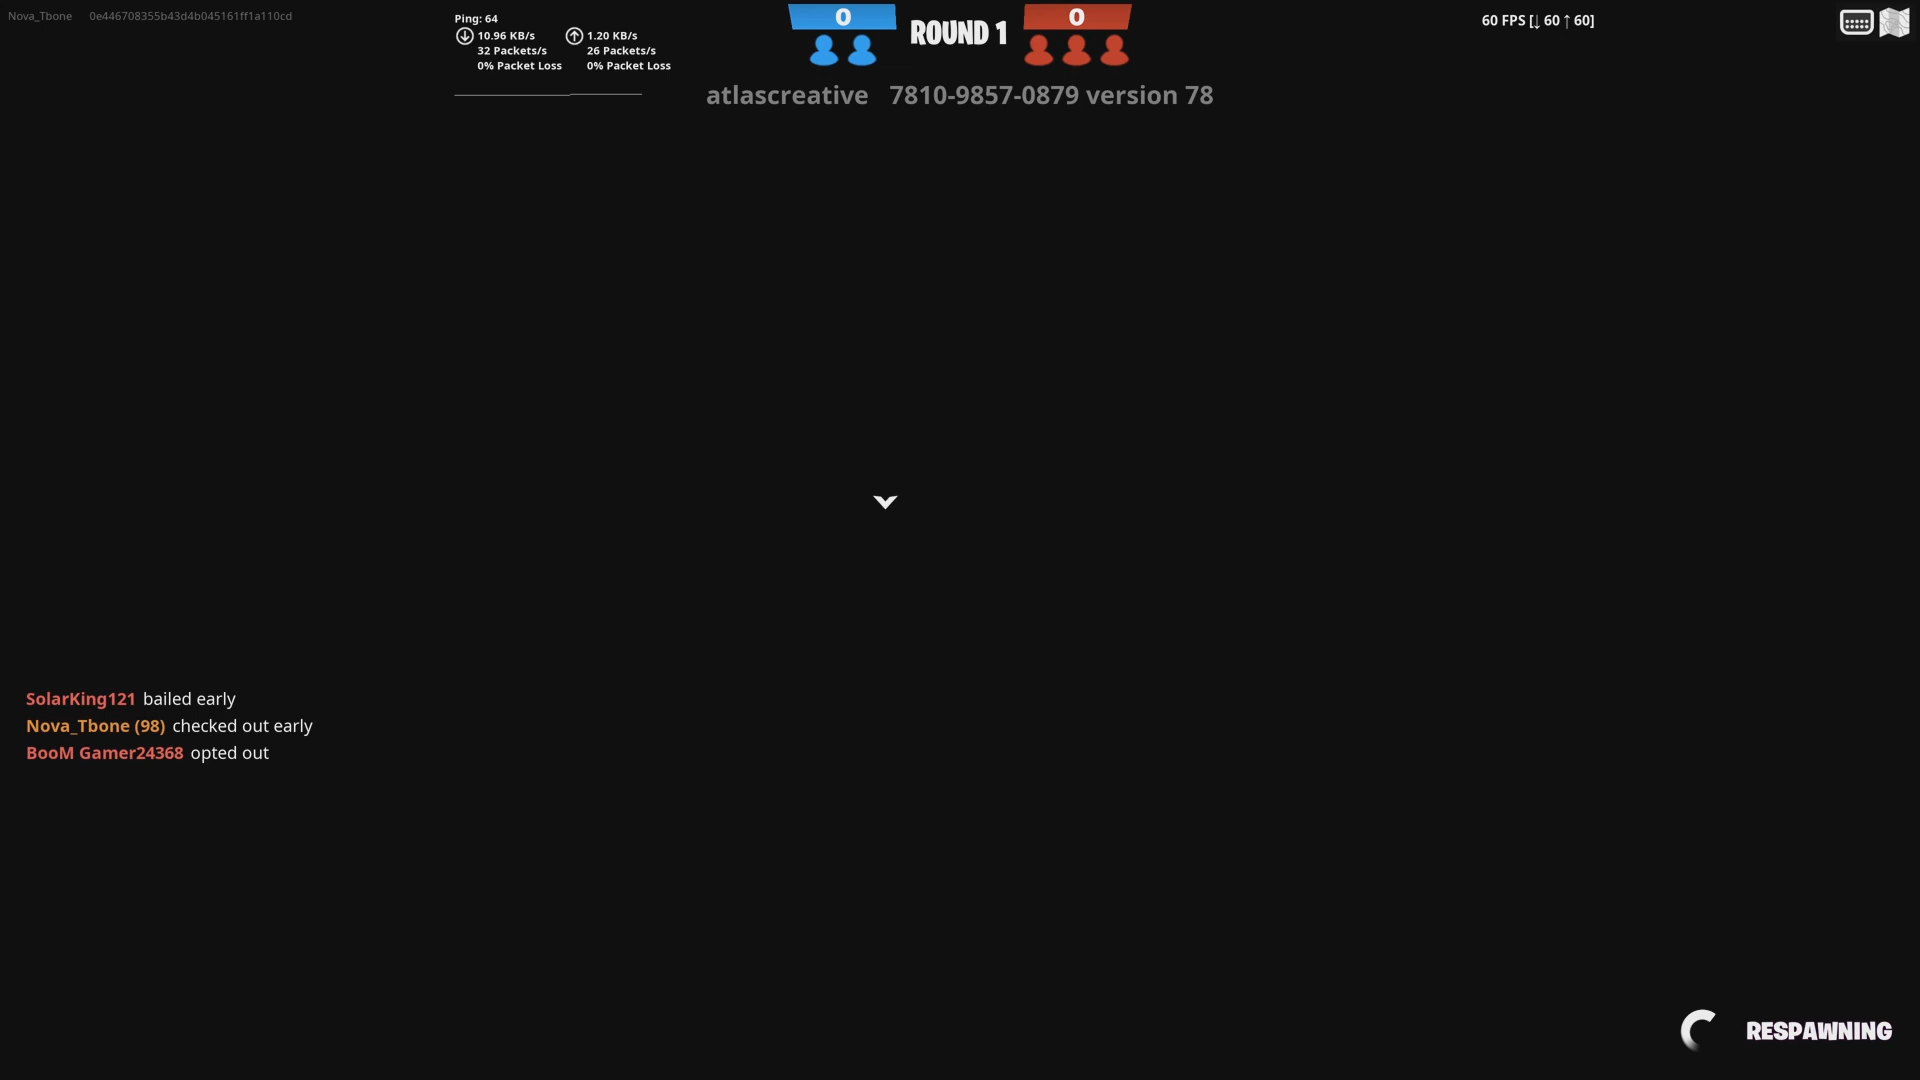 Nova_Tbone 0e446708355b43d4b045161ff1a110cd
Ping: 64
10.96 KB/s 1.20 KB/s
32 Packets/s 26 Packets/s
0% Packet Loss 0% Packet Loss
0 ROUND 1 0
60 FPS [↓ 60 ↑ 60]
atlascreative 7810-9857-0879 version 78
SolarKing121 bailed early
Nova_Tbone (98) checked out early
BooM Gamer24368 opted out
RESPAWNING